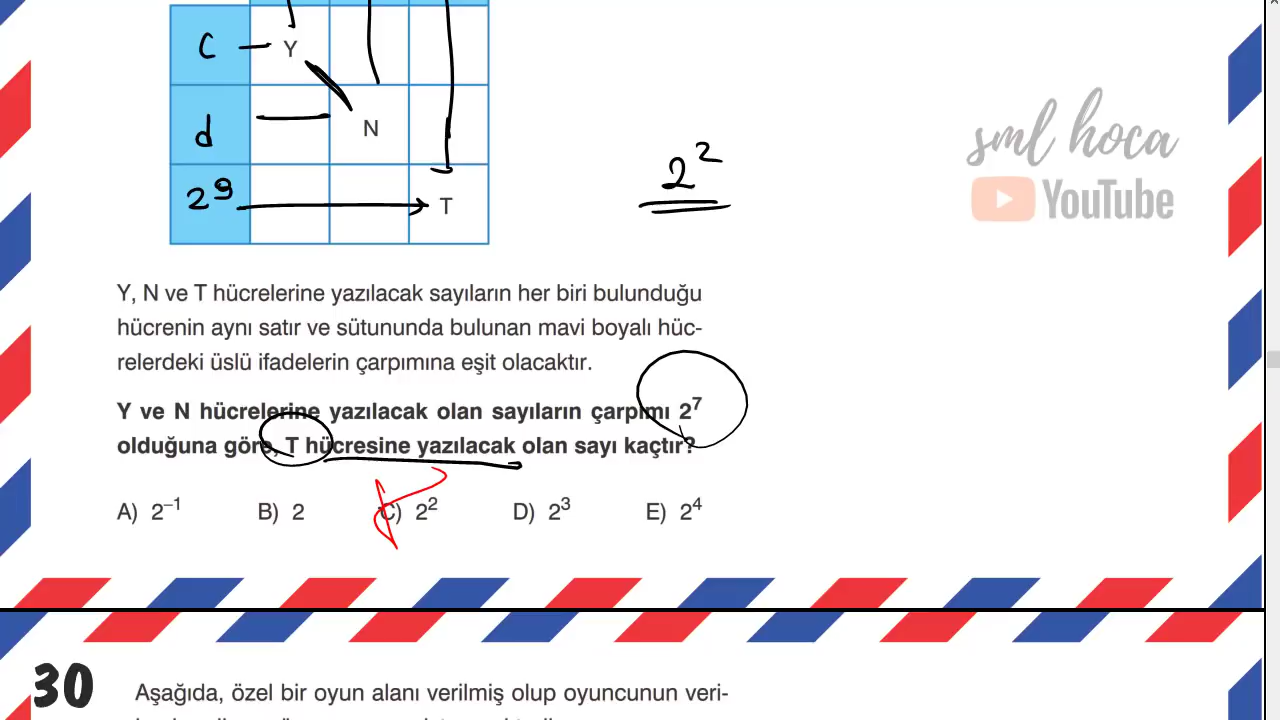 C
Y
d
N
2⁹
T
2²
sml hoca
YouTube
Y, N ve T hücrelerine yazılacak sayıların her biri bulunduğu
hücrenin aynı satır ve sütununda bulunan mavi boyalı hüc-
relerdeki üslü ifadelerin çarpımına eşit olacaktır.
Y ve N hücrelerine yazılacak olan sayıların çarpımı 2⁷
olduğuna göre, T hücresine yazılacak olan sayı kaçtır?
A) 2⁻¹ B) 2 C) 2² D) 2³ E) 2⁴
30
Aşağıda, özel bir oyun alanı verilmiş olup oyuncunun veri-